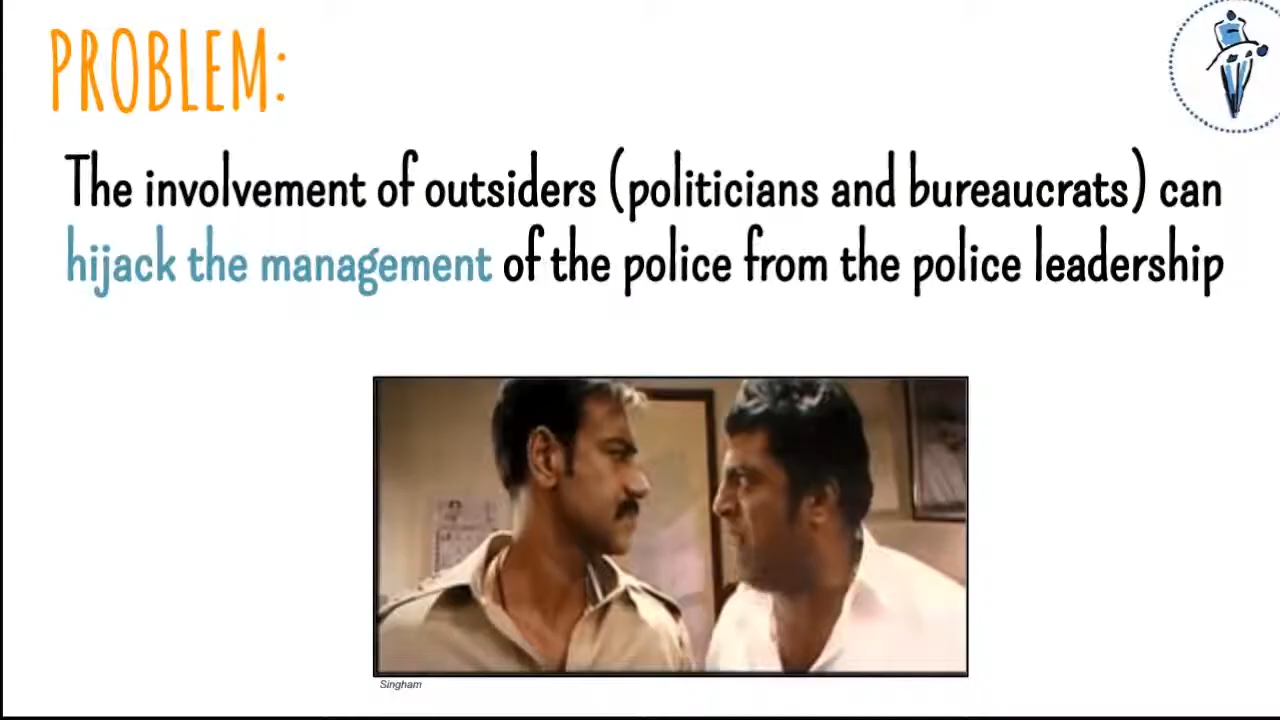 PROBLEM:
The involvement of outsiders (politicians and bureaucrats) can
hijack the management of the police from the police leadership
Singham